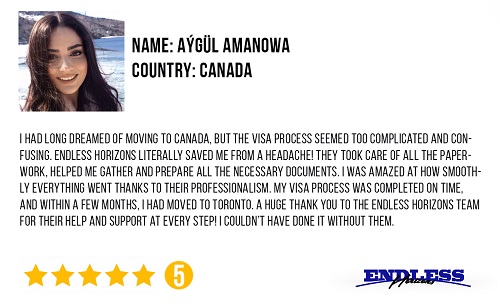 NAME: AÝGÜL AMANOWA
COUNTRY: CANADA
I HAD LONG DREAMED OF MOVING TO CANADA, BUT THE VISA PROCESS SEEMED TOO COMPLICATED AND CON-
FUSING. ENDLESS HORIZONS LITERALLY SAVED ME FROM A HEADACHE! THEY TOOK CARE OF ALL THE PAPER-
WORK, HELPED ME GATHER AND PREPARE ALL THE NECESSARY DOCUMENTS. I WAS AMAZED AT HOW SMOOTH-
LY EVERYTHING WENT THANKS TO THEIR PROFESSIONALISM. MY VISA PROCESS WAS COMPLETED ON TIME,
AND WITHIN A FEW MONTHS, I HAD MOVED TO TORONTO. A HUGE THANK YOU TO THE ENDLESS HORIZONS TEAM
FOR THEIR HELP AND SUPPORT AT EVERY STEP! I COULDN'T HAVE DONE IT WITHOUT THEM.
5
ENDLESS
Horizons